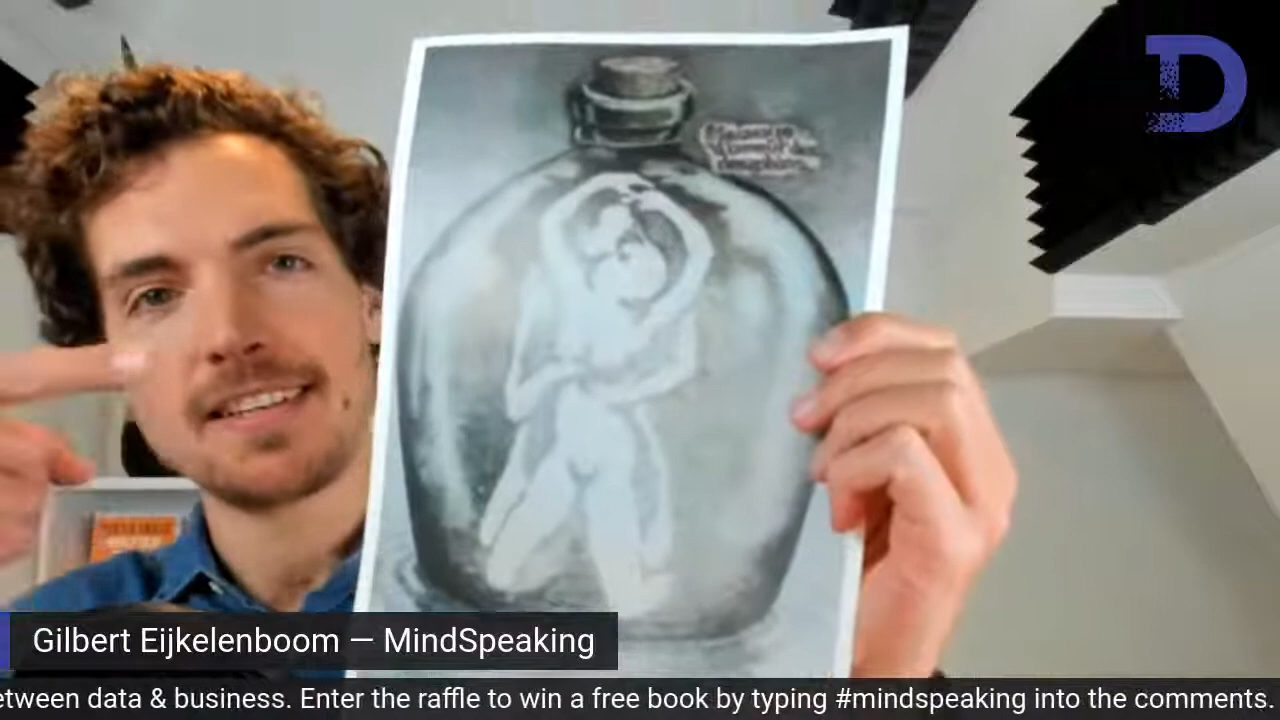 D
Gilbert Eijkelenboom — MindSpeaking
etween data & business. Enter the raffle to win a free book by typing #mindspeaking into the comments.